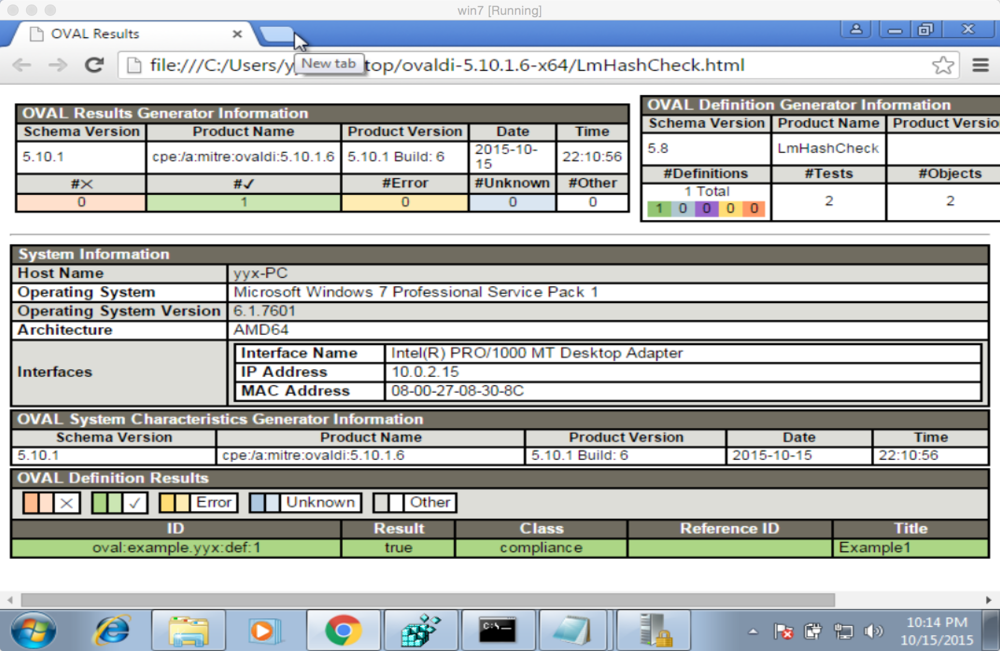 win7 [Running]
OVAL Results
New tab
file:///C:/Users/y top/ovaldi-5.10.1.6-x64/LmHashCheck.html
OVAL Results Generator Information
Schema Version Product Name Product Version Date Time
5.10.1 cpe:/a:mitre:ovaldi:5.10.1.6 5.10.1 Build: 6 2015-10-15 22:10:56
#✕ #✓ #Error #Unknown #Other
0 1 0 0 0
OVAL Definition Generator Information
Schema Version Product Name Product Versio
5.8 LmHashCheck
#Definitions #Tests #Objects
1 Total
1 0 0 0 0 2 2
System Information
Host Name yyx-PC
Operating System Microsoft Windows 7 Professional Service Pack 1
Operating System Version 6.1.7601
Architecture AMD64
Interfaces
Interface Name Intel(R) PRO/1000 MT Desktop Adapter
IP Address 10.0.2.15
MAC Address 08-00-27-08-30-8C
OVAL System Characteristics Generator Information
Schema Version Product Name Product Version Date Time
5.10.1 cpe:/a:mitre:ovaldi:5.10.1.6 5.10.1 Build: 6 2015-10-15 22:10:56
OVAL Definition Results
✕ ✓ Error Unknown Other
ID Result Class Reference ID Title
oval:example.yyx:def:1 true compliance Example1
C:\
10:14 PM
10/15/2015